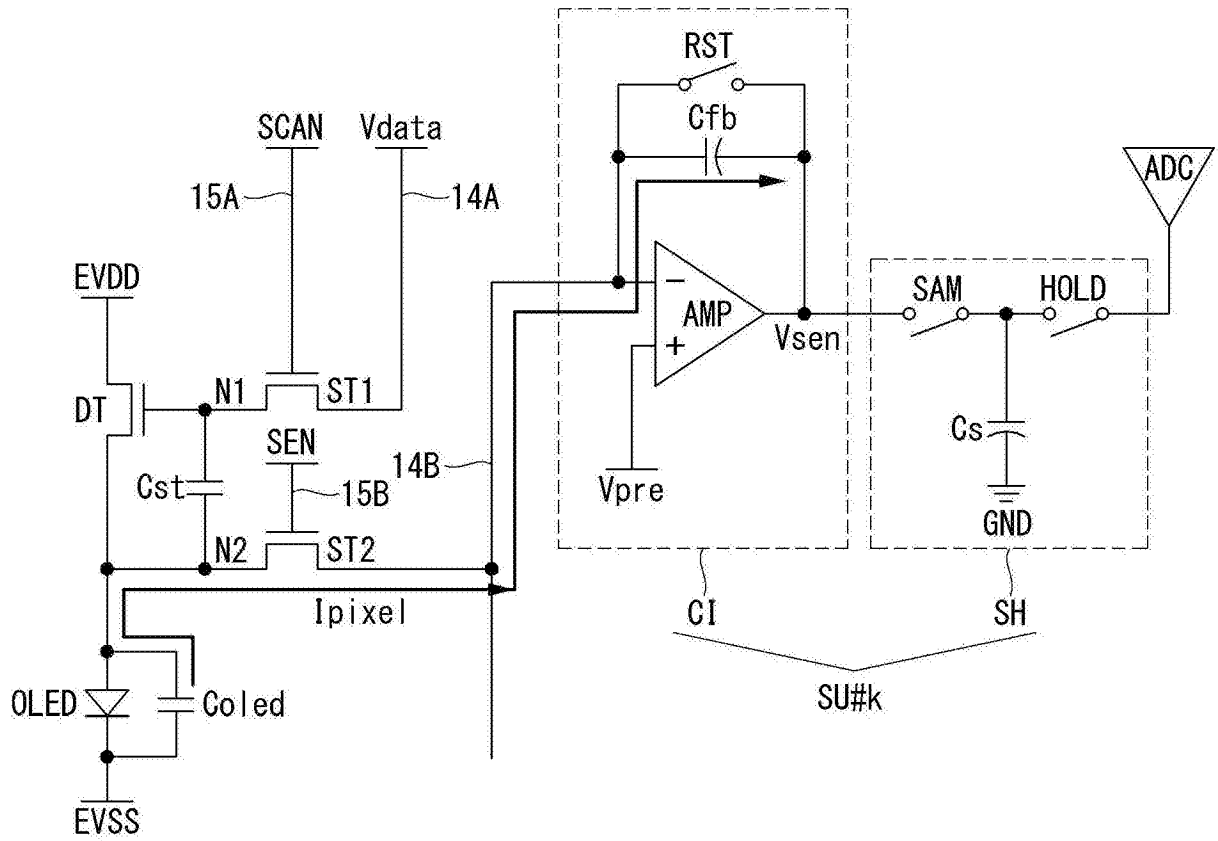 RST
Cfb
SCAN
Vdata
15A
14A
ADC
EVDD
−
AMP
+
Vsen
SAM
HOLD
DT
N1
ST1
SEN
14B
Cs
Cst
15B
Vpre
GND
N2
ST2
Ipixel
CI
SH
OLED
Coled
SU#k
EVSS